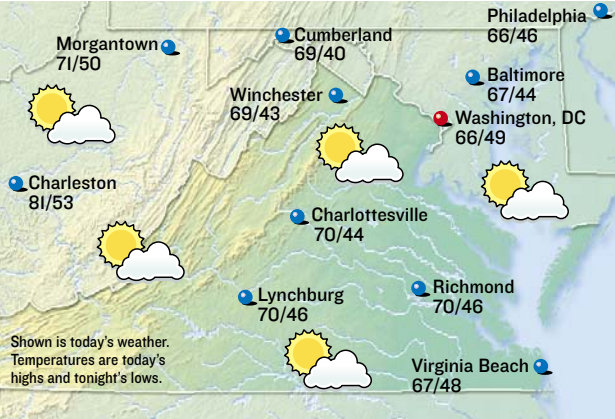 Philadelphia
66/46
Cumberland
69/40
Morgantown
71/50
Baltimore
67/44
Winchester
69/43
Washington, DC
66/49
Charleston
81/53
Charlottesville
70/44
Lynchburg
70/46
Richmond
70/46
Shown is today's weather.
Temperatures are today's
highs and tonight's lows.
Virginia Beach
67/48